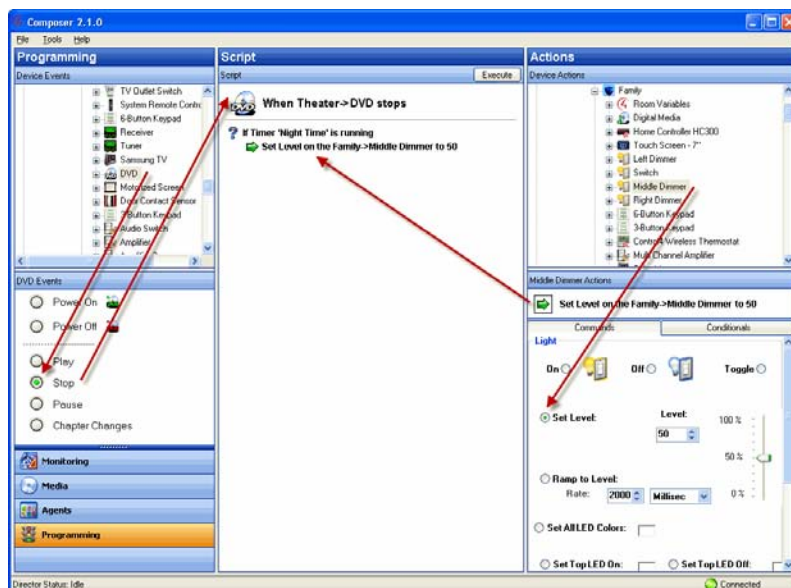 Composer 2.1.0
File Tools Help
Programming
Device Events
TV Outlet Switch
System Remote Contro
6-Button Keypad
Receiver
Tuner
Samsung TV
DVD
Motorized Screen
Door Contact Sensor
Button Keypad
Audio Switch
Amplifier
DVD Events
Power On
Power Off
Play
Stop
Pause
Chapter Changes
Monitoring
Media
Agents
Programming
Director Status: Idle
Script
Script
Execute
When Theater->DVD stops
If Timer 'Night Time' is running
Set Level on the Family->Middle Dimmer to 50
Actions
Device Actions
Family
Room Variables
Digital Media
Home Controller HC300
Touch Screen - 7"
Left Dimmer
Switch
Middle Dimmer
Right Dimmer
6-Button Keypad
3-Button Keypad
Control4 Wireless Thermostat
Multi Channel Amplifier
Middle Dimmer Actions
Set Level on the Family->Middle Dimmer to 50
Commands Conditionals
Light
On Off Toggle
Set Level: Level: 100 %
50 50 %
Ramp to Level:
Rate: 2000 Millisec 0 %
Set All LED Colors:
Set Top LED On: Set Top LED Off:
Connected